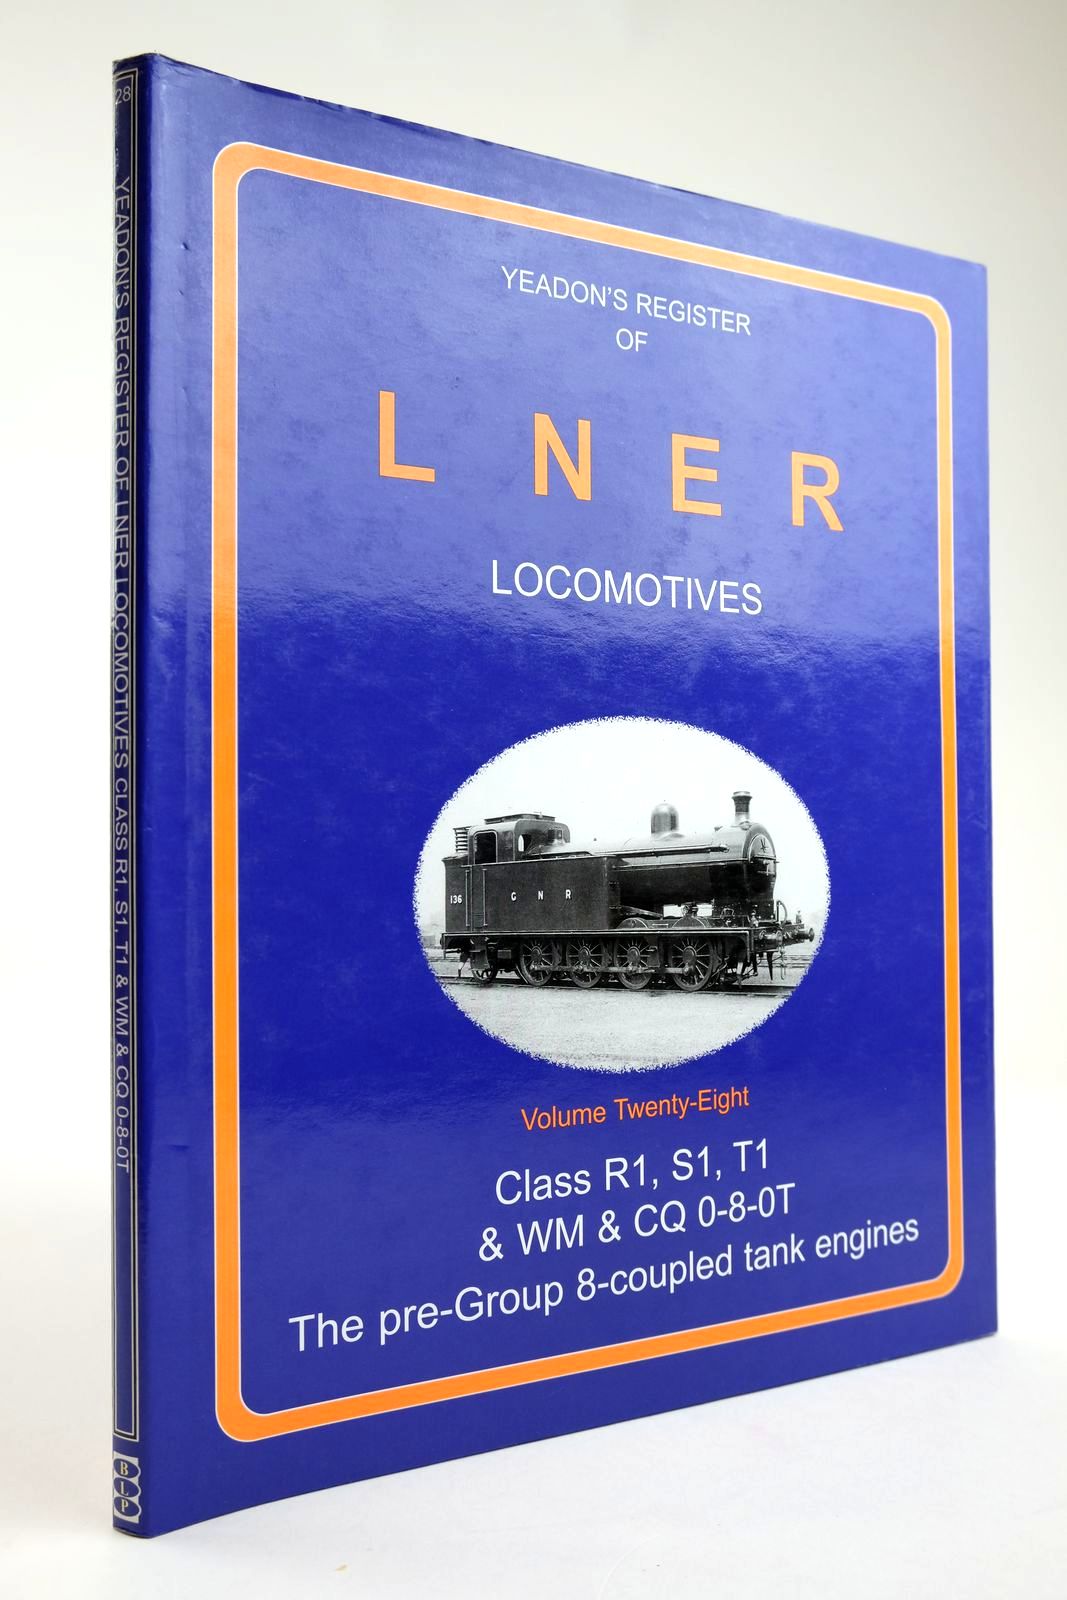 28
YEADON'S REGISTER OF LNER LOCOMOTIVES CLASS R1, S1, T1 & WM & CQ 0-8-0T
B
L
P
YEADON'S REGISTER
OF
L N E R
LOCOMOTIVES
136
G N R
Volume Twenty-Eight
Class R1, S1, T1
& WM & CQ 0-8-0T
The pre-Group 8-coupled tank engines